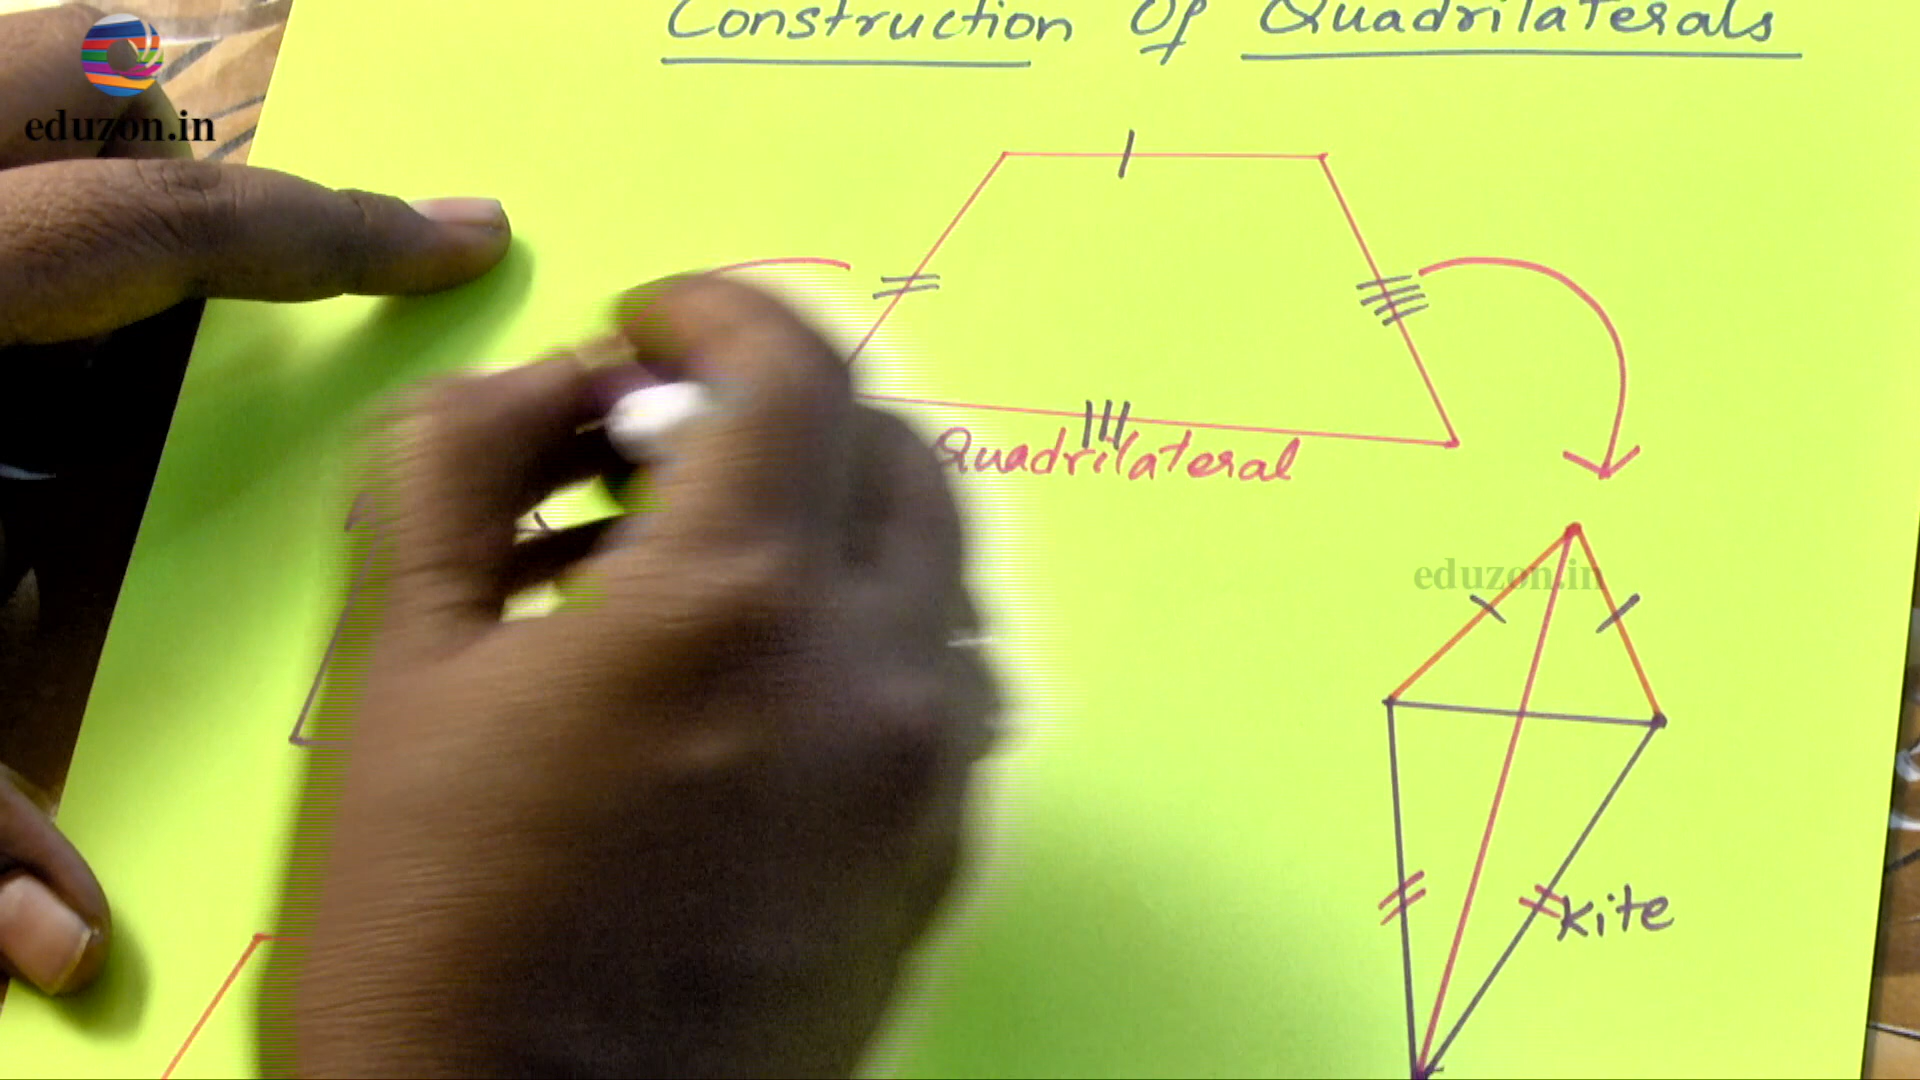 Construction Of Quadrilaterals
eduzon.in
Quadrilateral
eduzon.in
Kite